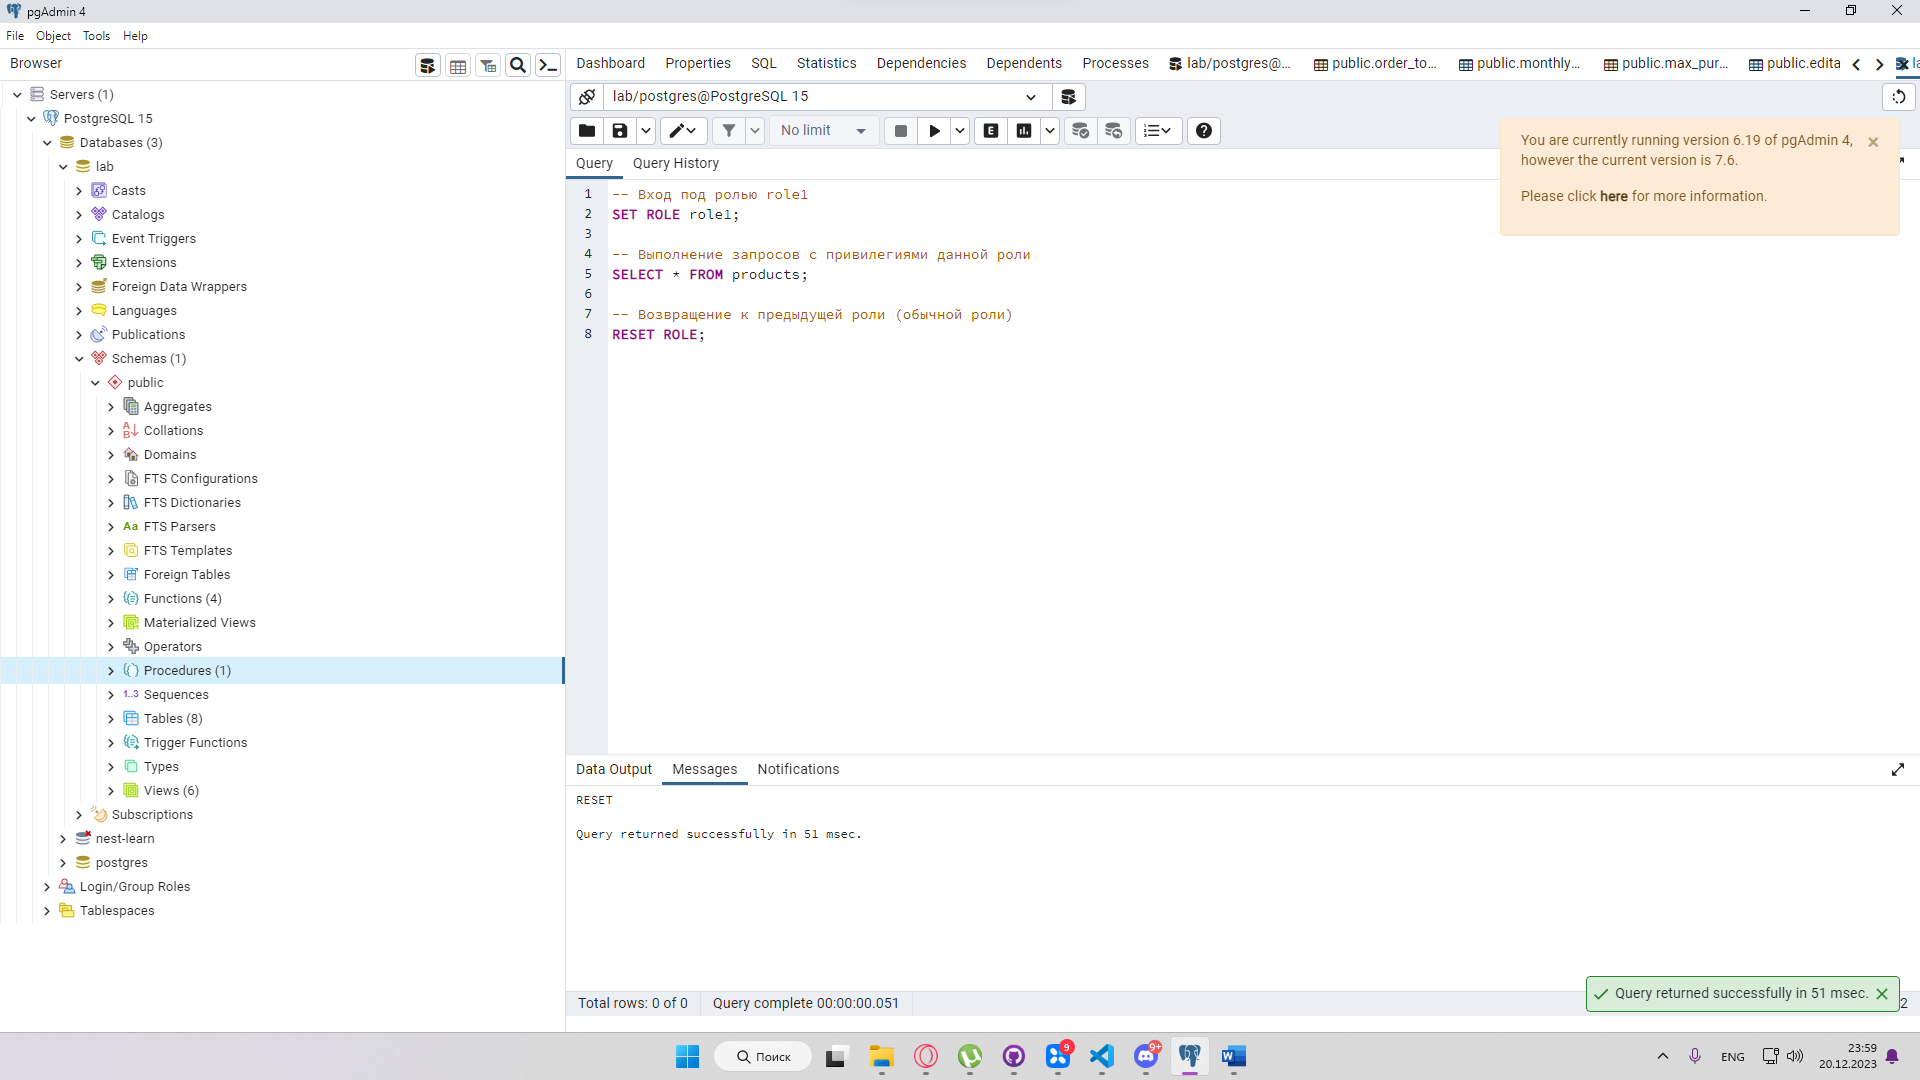 pgAdmin 4
File Object Tools Help
Browser
Dashboard Properties SQL Statistics Dependencies Dependents Processes lab/postgres@... public.order_to... public.monthly... public.max_pur... public.edita
Servers (1)
PostgreSQL 15
Databases (3)
lab
Casts
Catalogs
Event Triggers
Extensions
Foreign Data Wrappers
Languages
Publications
Schemas (1)
public
Aggregates
Collations
Domains
FTS Configurations
FTS Dictionaries
Aa FTS Parsers
FTS Templates
Foreign Tables
Functions (4)
Materialized Views
Operators
Procedures (1)
1..3 Sequences
Tables (8)
Trigger Functions
Types
Views (6)
Subscriptions
nest-learn
postgres
Login/Group Roles
Tablespaces
lab/postgres@PostgreSQL 15
No limit
E
Query Query History
1 -- Вход под ролью role1
2 SET ROLE role1;
3
4 -- Выполнение запросов с привилегиями данной роли
5 SELECT * FROM products;
6
7 -- Возвращение к предыдущей роли (обычной роли)
8 RESET ROLE;
You are currently running version 6.19 of pgAdmin 4,
however the current version is 7.6.
Please click here for more information.
Data Output Messages Notifications
RESET
Query returned successfully in 51 msec.
Total rows: 0 of 0 Query complete 00:00:00.051
Query returned successfully in 51 msec.
2
Поиск
9
9+
ENG
23:59
20.12.2023